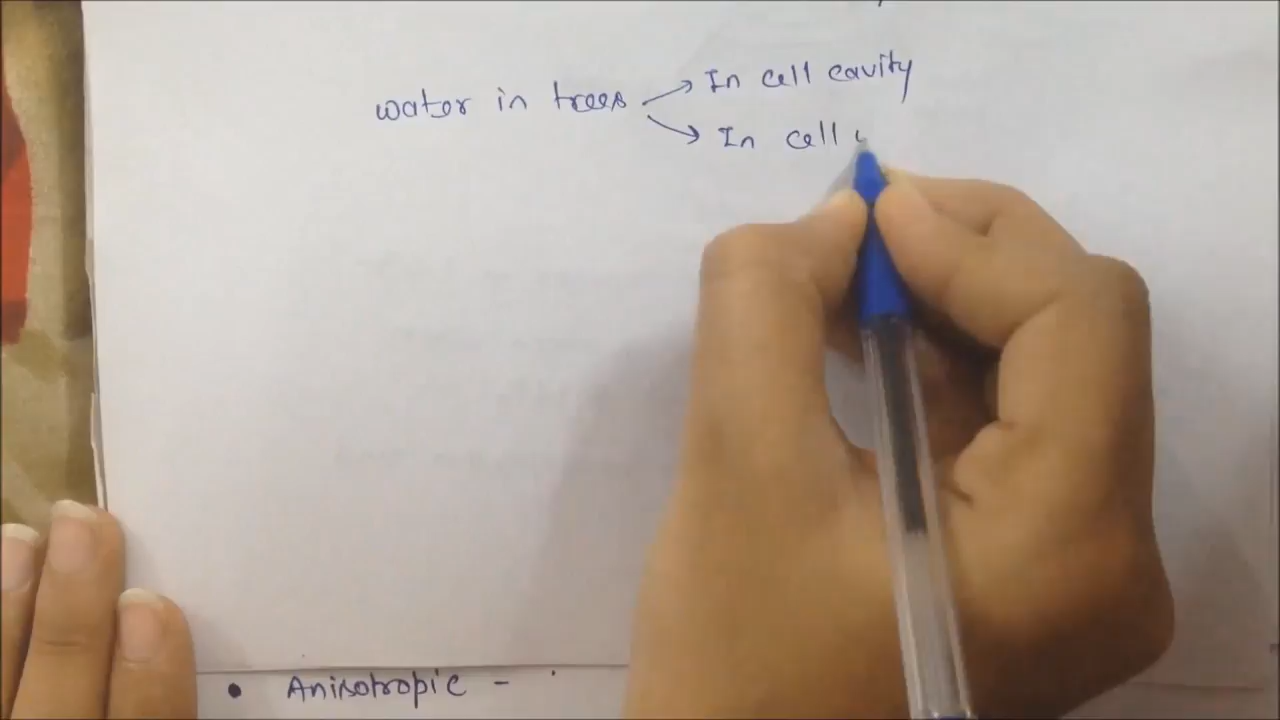 water in trees
In cell cavity
In cell
• Anisotropic -